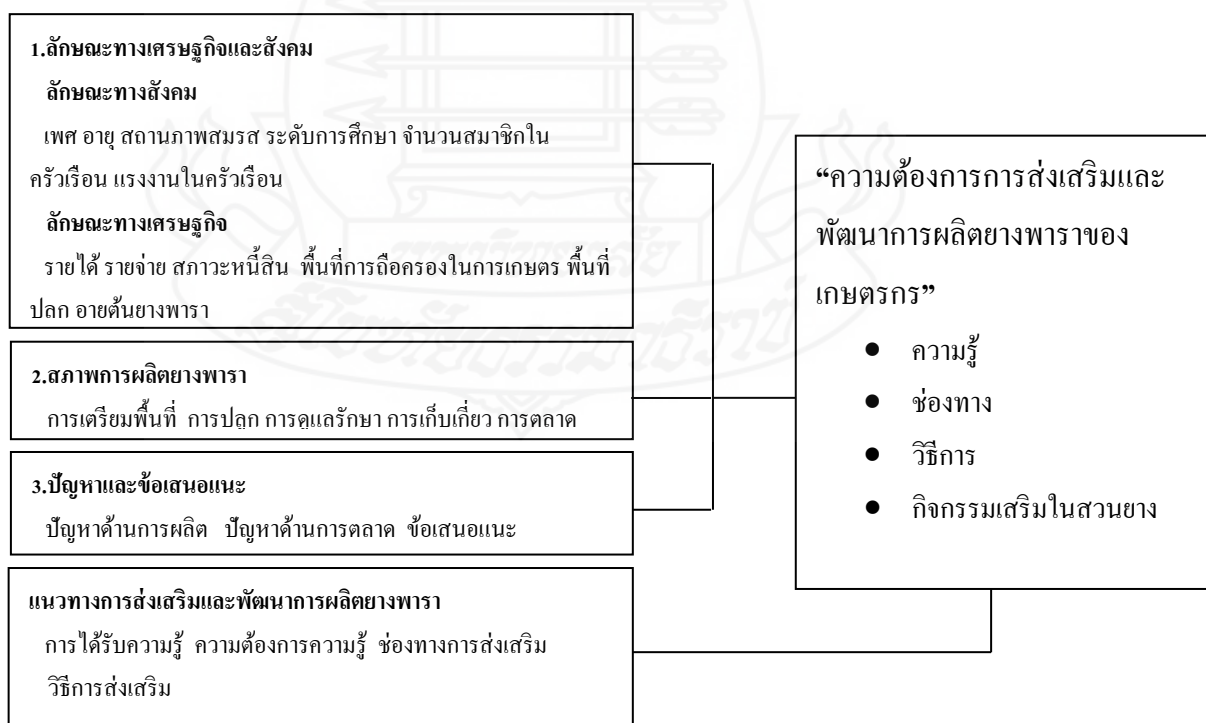 1.ลักษณะทางเศรษฐกิจและสังคม
ลักษณะทางสังคม
เพศ อายุ สถานภาพสมรส ระดับการศึกษา จำนวนสมาชิกใน
ครัวเรือน แรงงานในครัวเรือน
ลักษณะทางเศรษฐกิจ
รายได้ รายจ่าย สภาวะหนี้สิน พื้นที่การถือครองในการเกษตร พื้นที่
ปลก อายต้นยางพารา
2.สภาพการผลิตยางพารา
การเตรียมพื้นที่ การปลูก การดูแลรักษา การเก็บเกี่ยว การตลาด
3.ปัญหาและข้อเสนอแนะ
ปัญหาด้านการผลิต ปัญหาด้านการตลาด ข้อเสนอแนะ
แนวทางการส่งเสริมและพัฒนาการผลิตยางพารา
การได้รับความรู้ ความต้องการความรู้ ช่องทางการส่งเสริม
วิธีการส่งเสริม
“ความต้องการการส่งเสริมและ
พัฒนาการผลิตยางพาราของ
เกษตรกร”
● ความรู้
● ช่องทาง
● วิธีการ
● กิจกรรมเสริมในสวนยาง